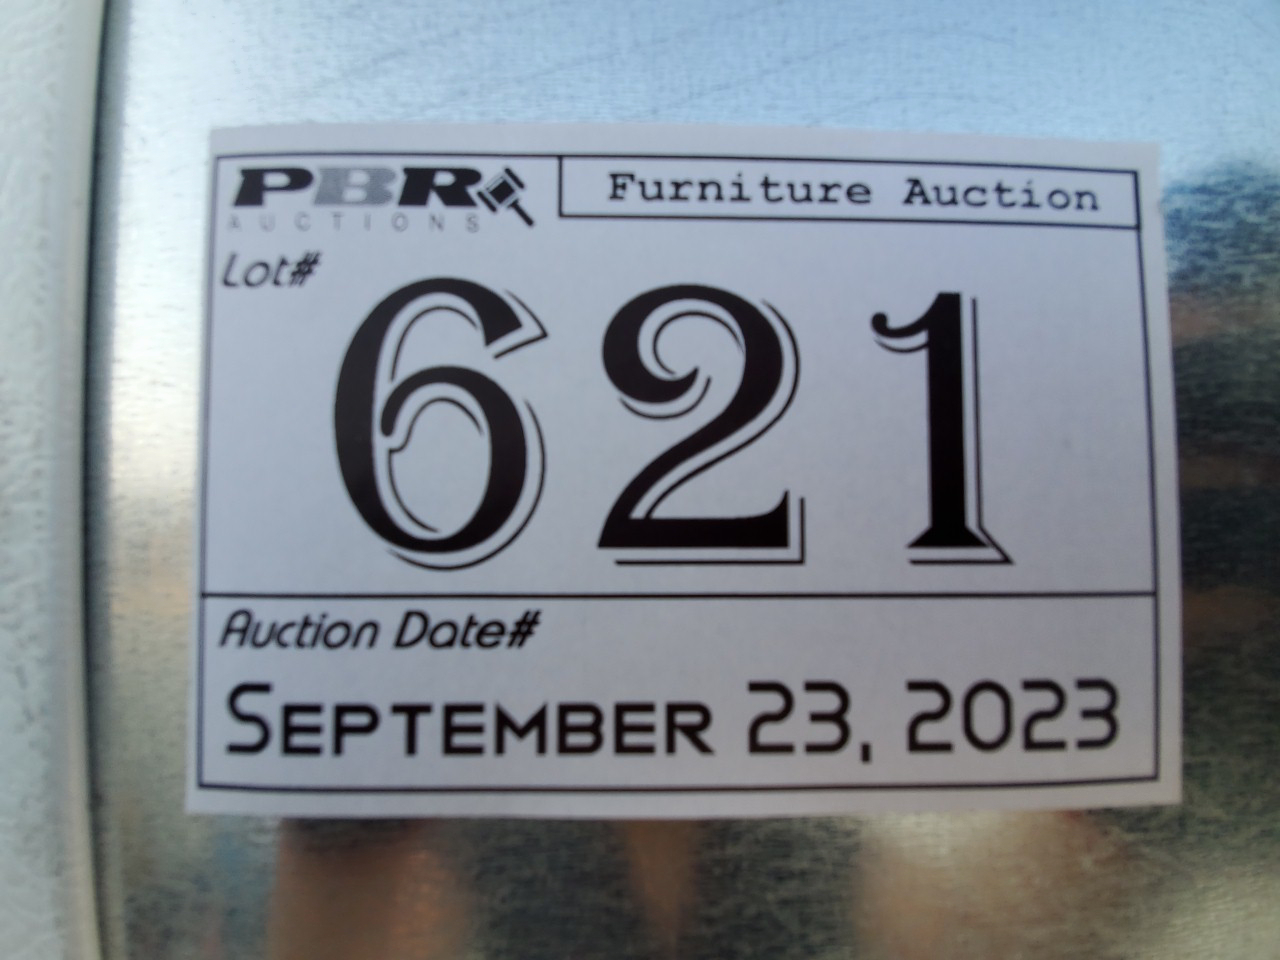 PBR
AUCTIONS
Furniture Auction
Lot#
621
Auction Date#
September 23, 2023